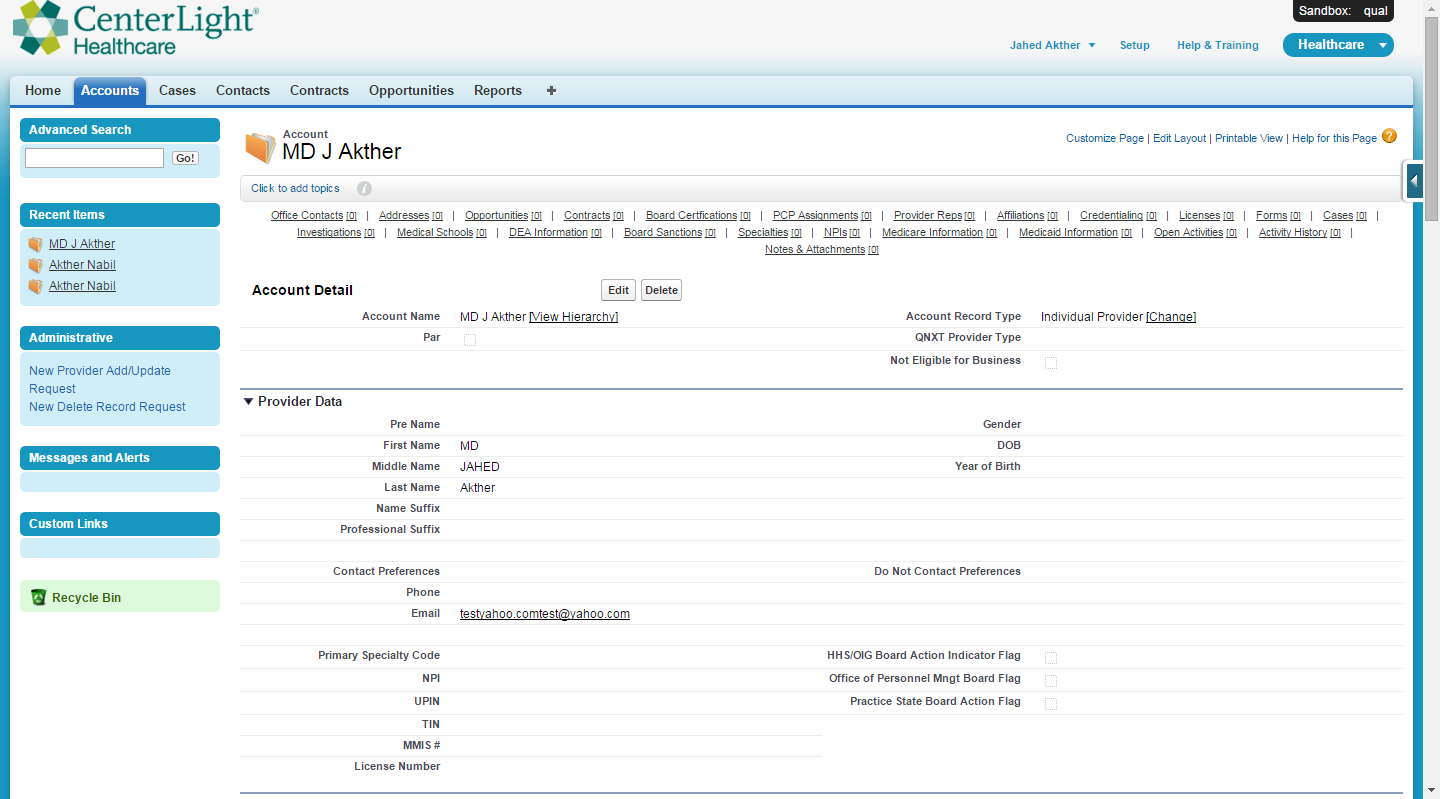 CenterLight®
Healthcare
Sandbox: qual
Jahed Akther Setup Help & Training Healthcare
Home Accounts Cases Contacts Contracts Opportunities Reports +
Advanced Search
Go!
Recent Items
MD J Akther
Akther Nabil
Akther Nabil
Administrative
New Provider Add/Update
Request
New Delete Record Request
Messages and Alerts
Custom Links
Recycle Bin
Account
MD J Akther
Customize Page | Edit Layout | Printable View | Help for this Page ?
Click to add topics i
Office Contacts [0] | Addresses [0] | Opportunities [0] | Contracts [0] | Board Certfications [0] | PCP Assignments [0] | Provider Reps [0] | Affiliations [0] | Credentialing [0] | Licenses [0] | Forms [0] | Cases [0] |
Investigations [0] | Medical Schools [0] | DEA Information [0] | Board Sanctions [0] | Specialties [0] | NPIs [0] | Medicare Information [0] | Medicaid Information [0] | Open Activities [0] | Activity History [0] |
Notes & Attachments [0]
Account Detail Edit Delete
Account Name MD J Akther [View Hierarchy] Account Record Type Individual Provider [Change]
Par QNXT Provider Type
Not Eligible for Business
Provider Data
Pre Name Gender
First Name MD DOB
Middle Name JAHED Year of Birth
Last Name Akther
Name Suffix
Professional Suffix
Contact Preferences Do Not Contact Preferences
Phone
Email testyahoo.comtest@yahoo.com
Primary Specialty Code HHS/OIG Board Action Indicator Flag
NPI Office of Personnel Mngt Board Flag
UPIN Practice State Board Action Flag
TIN
MMIS #
License Number